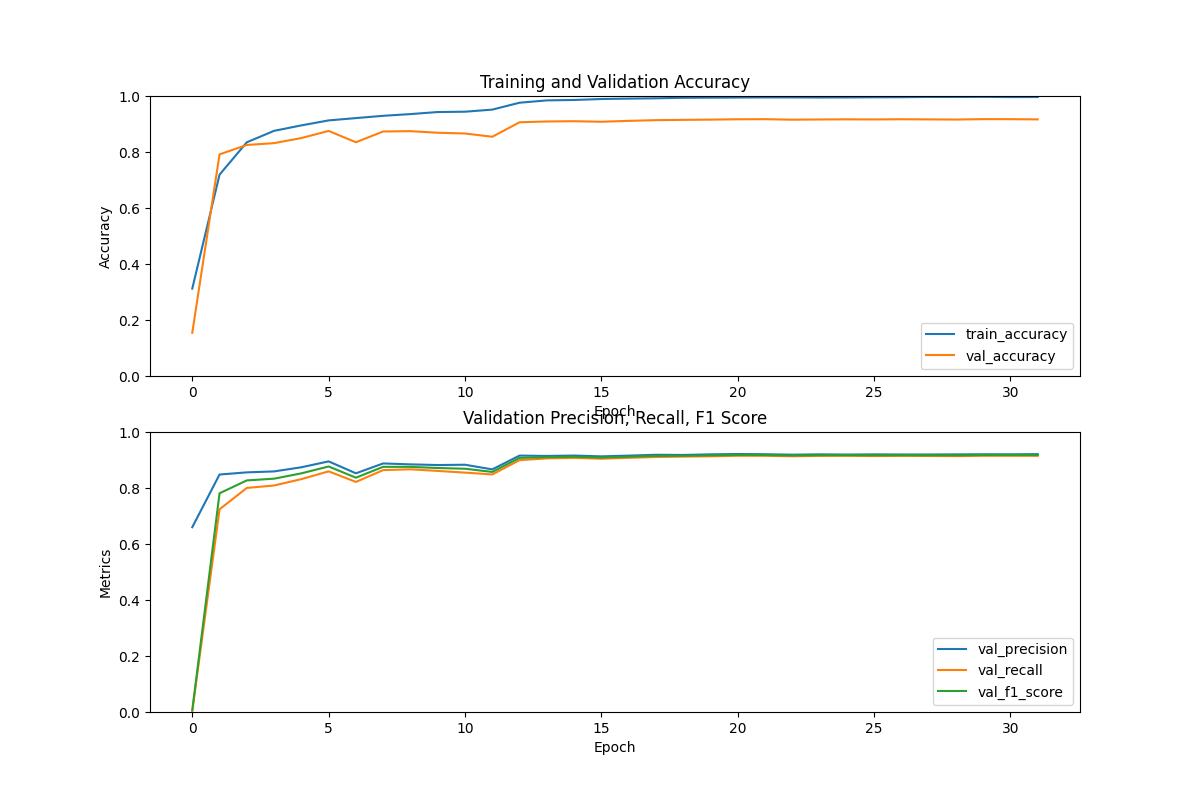 Training and Validation Accuracy
1.0
0.8
0.6
0.4
0.2
0.0
Accuracy
train_accuracy
val_accuracy
0 5 10 15 20 25 30
Epoch
Validation Precision, Recall, F1 Score
1.0
0.8
0.6
0.4
0.2
0.0
Metrics
val_precision
val_recall
val_f1_score
0 5 10 15 20 25 30
Epoch